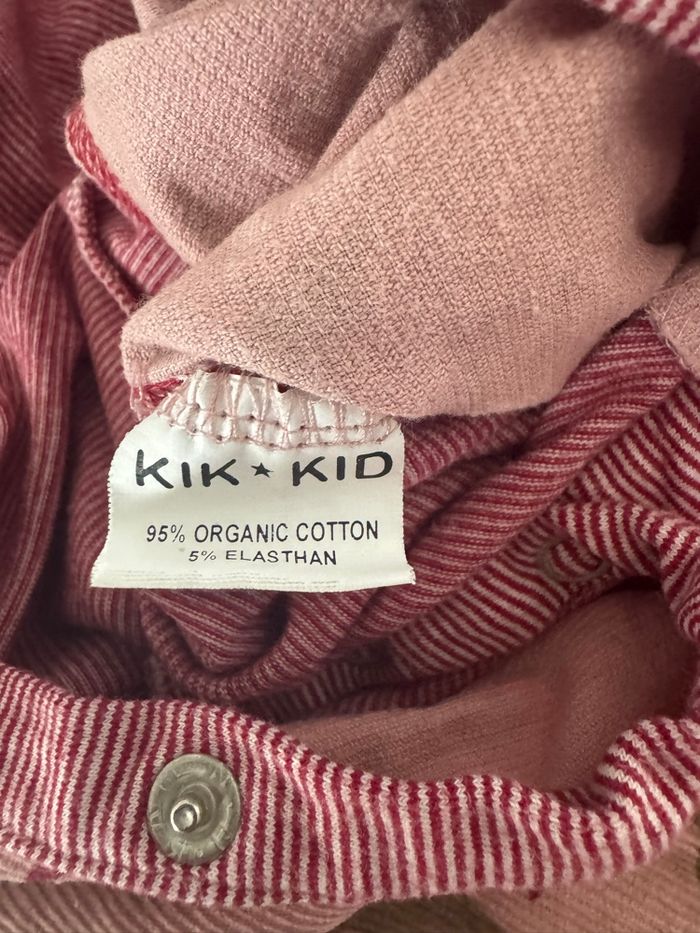 KIK★KID
95% ORGANIC COTTON
5% ELASTHAN